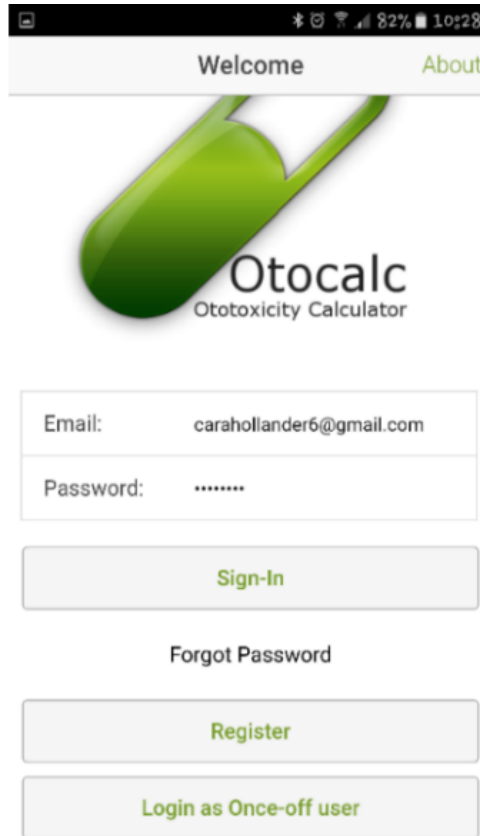 82% 10:28
Welcome About
Otocalc
Ototoxicity Calculator
Email: carahollander6@gmail.com
Password: ••••••••
Sign-In
Forgot Password
Register
Login as Once-off user